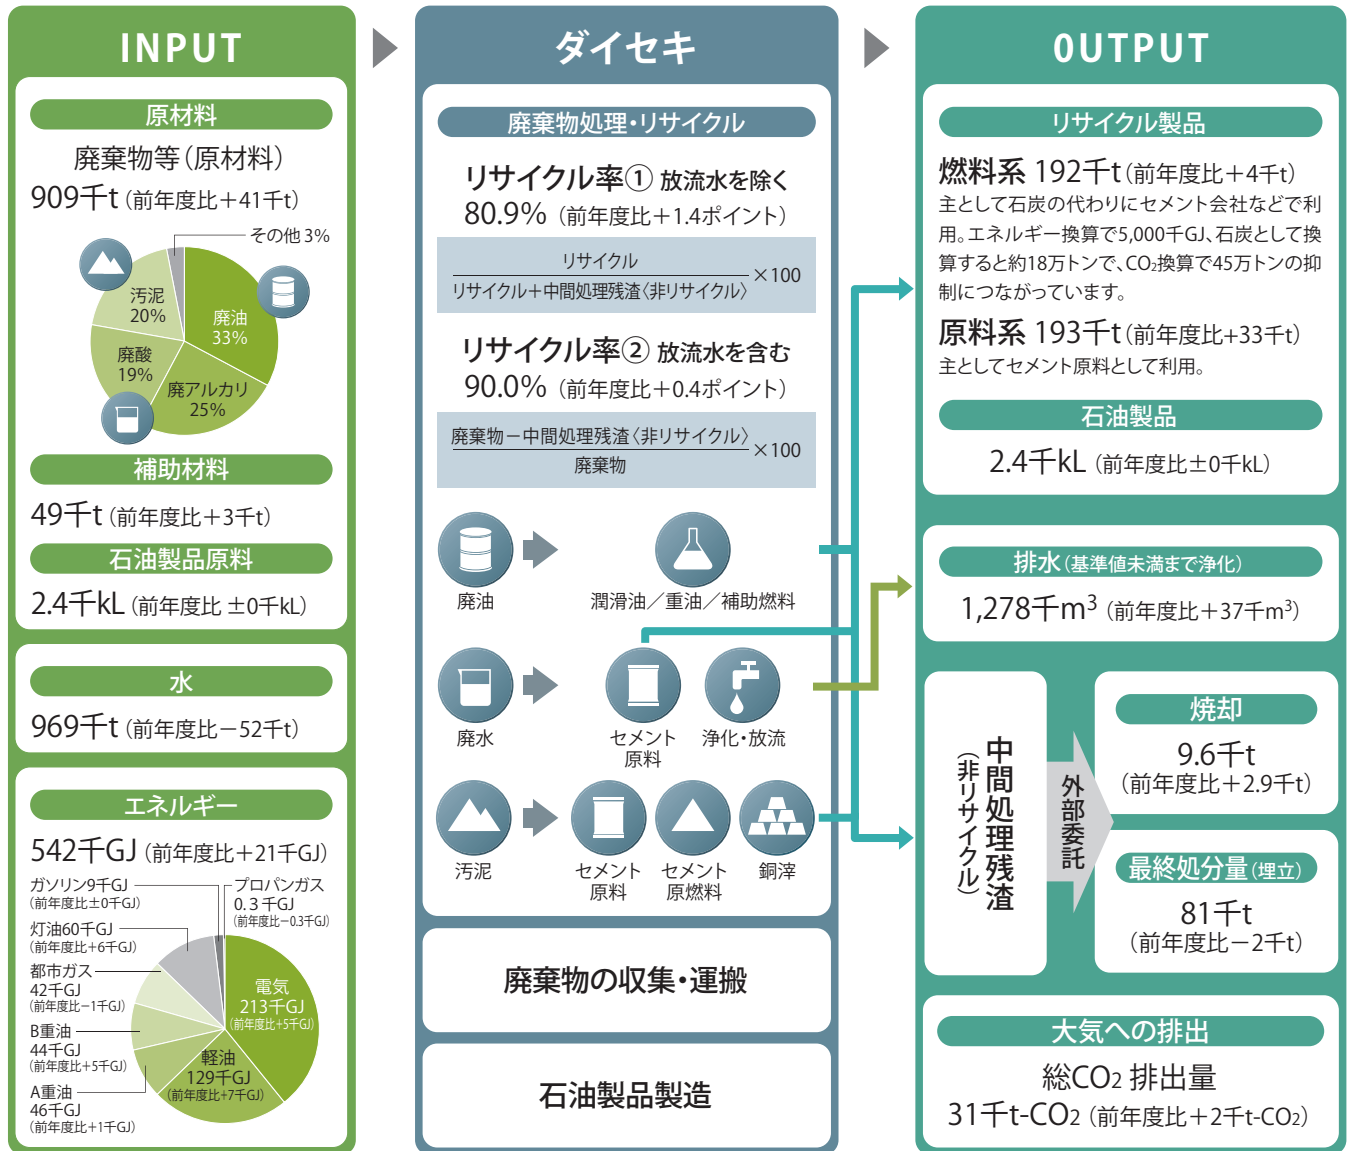 INPUT
原材料
廃棄物等（原材料）
909千t（前年度比＋41千t）
その他 3%
汚泥
20%
廃油
33%
廃酸
19%
廃アルカリ
25%
補助材料
49千t（前年度比＋3千t）
石油製品原料
2.4千kL（前年度比 ±0千kL）
水
969千t（前年度比－52千t）
エネルギー
542千GJ（前年度比＋21千GJ）
ガソリン9千GJ
（前年度比±0千GJ）
プロパンガス
0.3千GJ
（前年度比－0.3千GJ）
灯油60千GJ
（前年度比＋6千GJ）
都市ガス
42千GJ
（前年度比－1千GJ）
B重油
44千GJ
（前年度比＋5千GJ）
A重油
46千GJ
（前年度比＋1千GJ）
電気
213千GJ
（前年度比+5千GJ）
軽油
129千GJ
（前年度比+7千GJ）
ダイセキ
廃棄物処理・リサイクル
リサイクル率① 放流水を除く
80.9%（前年度比＋1.4ポイント）
リサイクル
リサイクル＋中間処理残渣〈非リサイクル〉
×100
リサイクル率② 放流水を含む
90.0%（前年度比＋0.4ポイント）
廃棄物－中間処理残渣〈非リサイクル〉
廃棄物
×100
廃油
潤滑油／重油／補助燃料
廃水
セメント
原料
浄化・放流
汚泥
セメント
原料
セメント
原燃料
銅滓
廃棄物の収集・運搬
石油製品製造
OUTPUT
リサイクル製品
燃料系 192千t（前年度比＋4千t）
主として石炭の代わりにセメント会社などで利
用。エネルギー換算で5,000千GJ、石炭として換
算すると約18万トンで、CO₂換算で45万トンの抑
制につながっています。
原料系 193千t（前年度比+33千t）
主としてセメント原料として利用。
石油製品
2.4千kL（前年度比±0千kL）
排水（基準値未満まで浄化）
1,278千m³（前年度比＋37千m³）
中間処理残渣
（非リサイクル）
外部委託
焼却
9.6千t
（前年度比＋2.9千t）
最終処分量（埋立）
81千t
（前年度比－2千t）
大気への排出
総CO₂ 排出量
31千t-CO₂（前年度比＋2千t-CO₂）